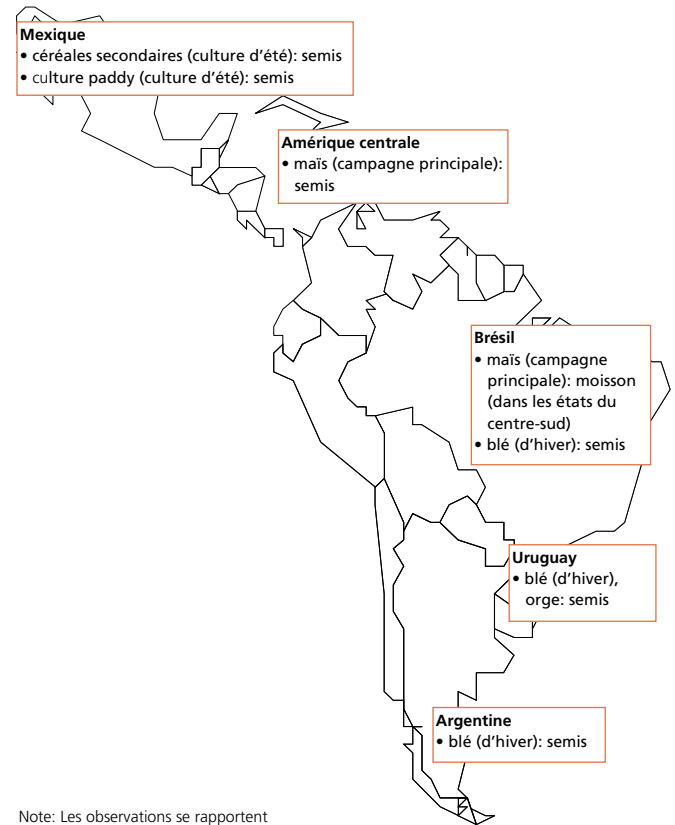 Mexique
• céréales secondaires (culture d’été): semis
• culture paddy (culture d’été): semis
Amérique centrale
• maïs (campagne principale):
semis
Brésil
• maïs (campagne
principale): moisson
(dans les états du
centre-sud)
• blé (d’hiver): semis
Uruguay
• blé (d’hiver),
orge: semis
Argentine
• blé (d’hiver): semis
Note: Les observations se rapportent